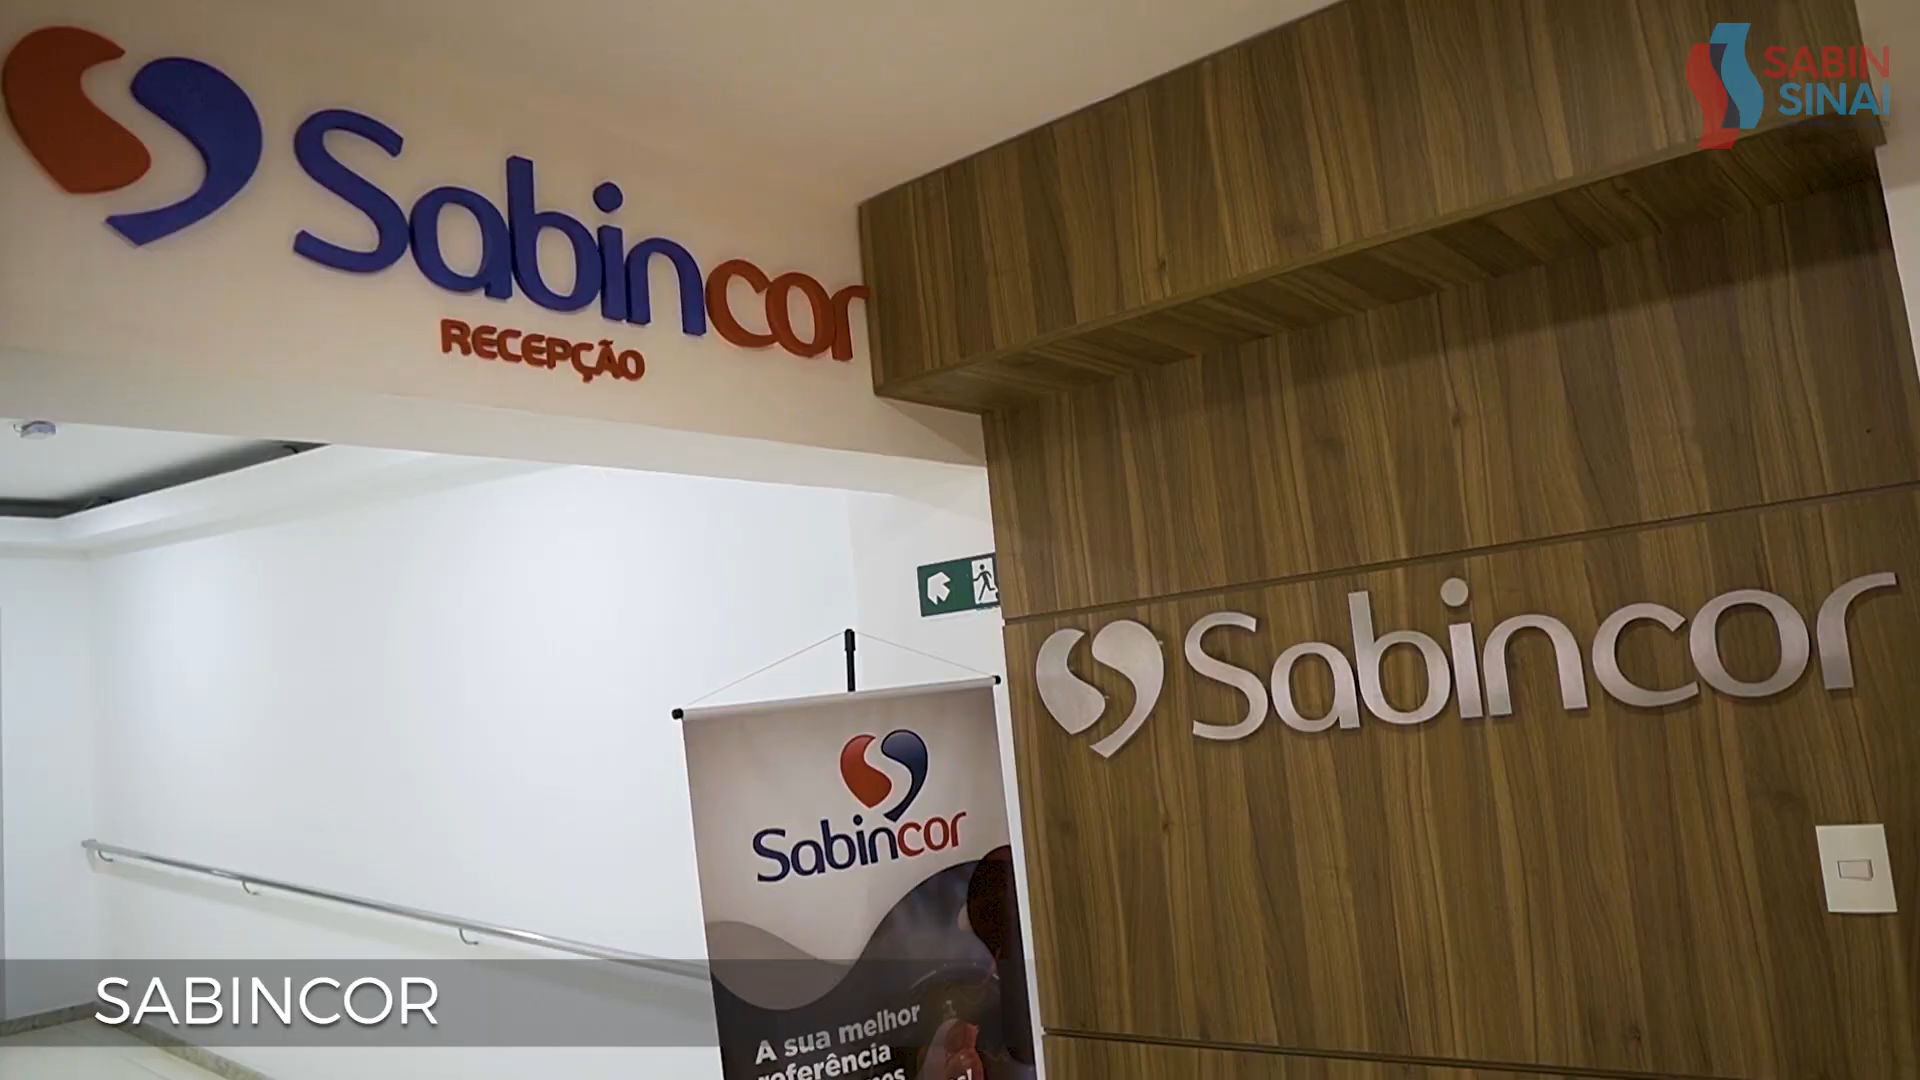 Sabincor
RECEPÇÃO
SABIN
SINAI
Sabincor
Sabincor
A sua melhor
referência
SABINCOR